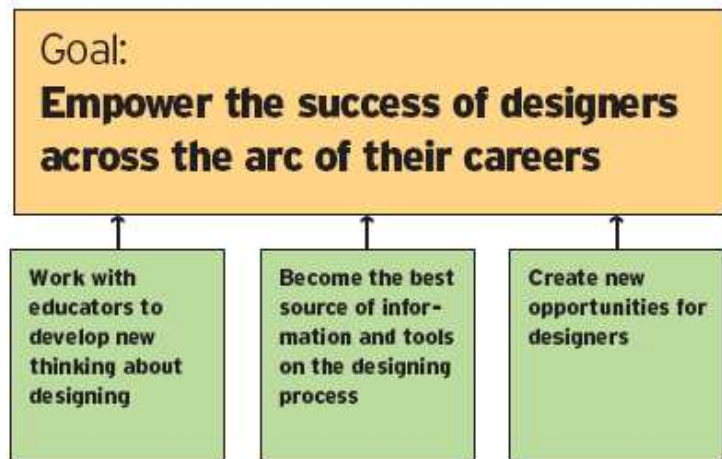 Goal:
Empower the success of designers
across the arc of their careers
Work with
educators to
develop new
thinking about
designing
Become the best
source of infor-
mation and tools
on the designing
process
Create new
opportunities for
designers